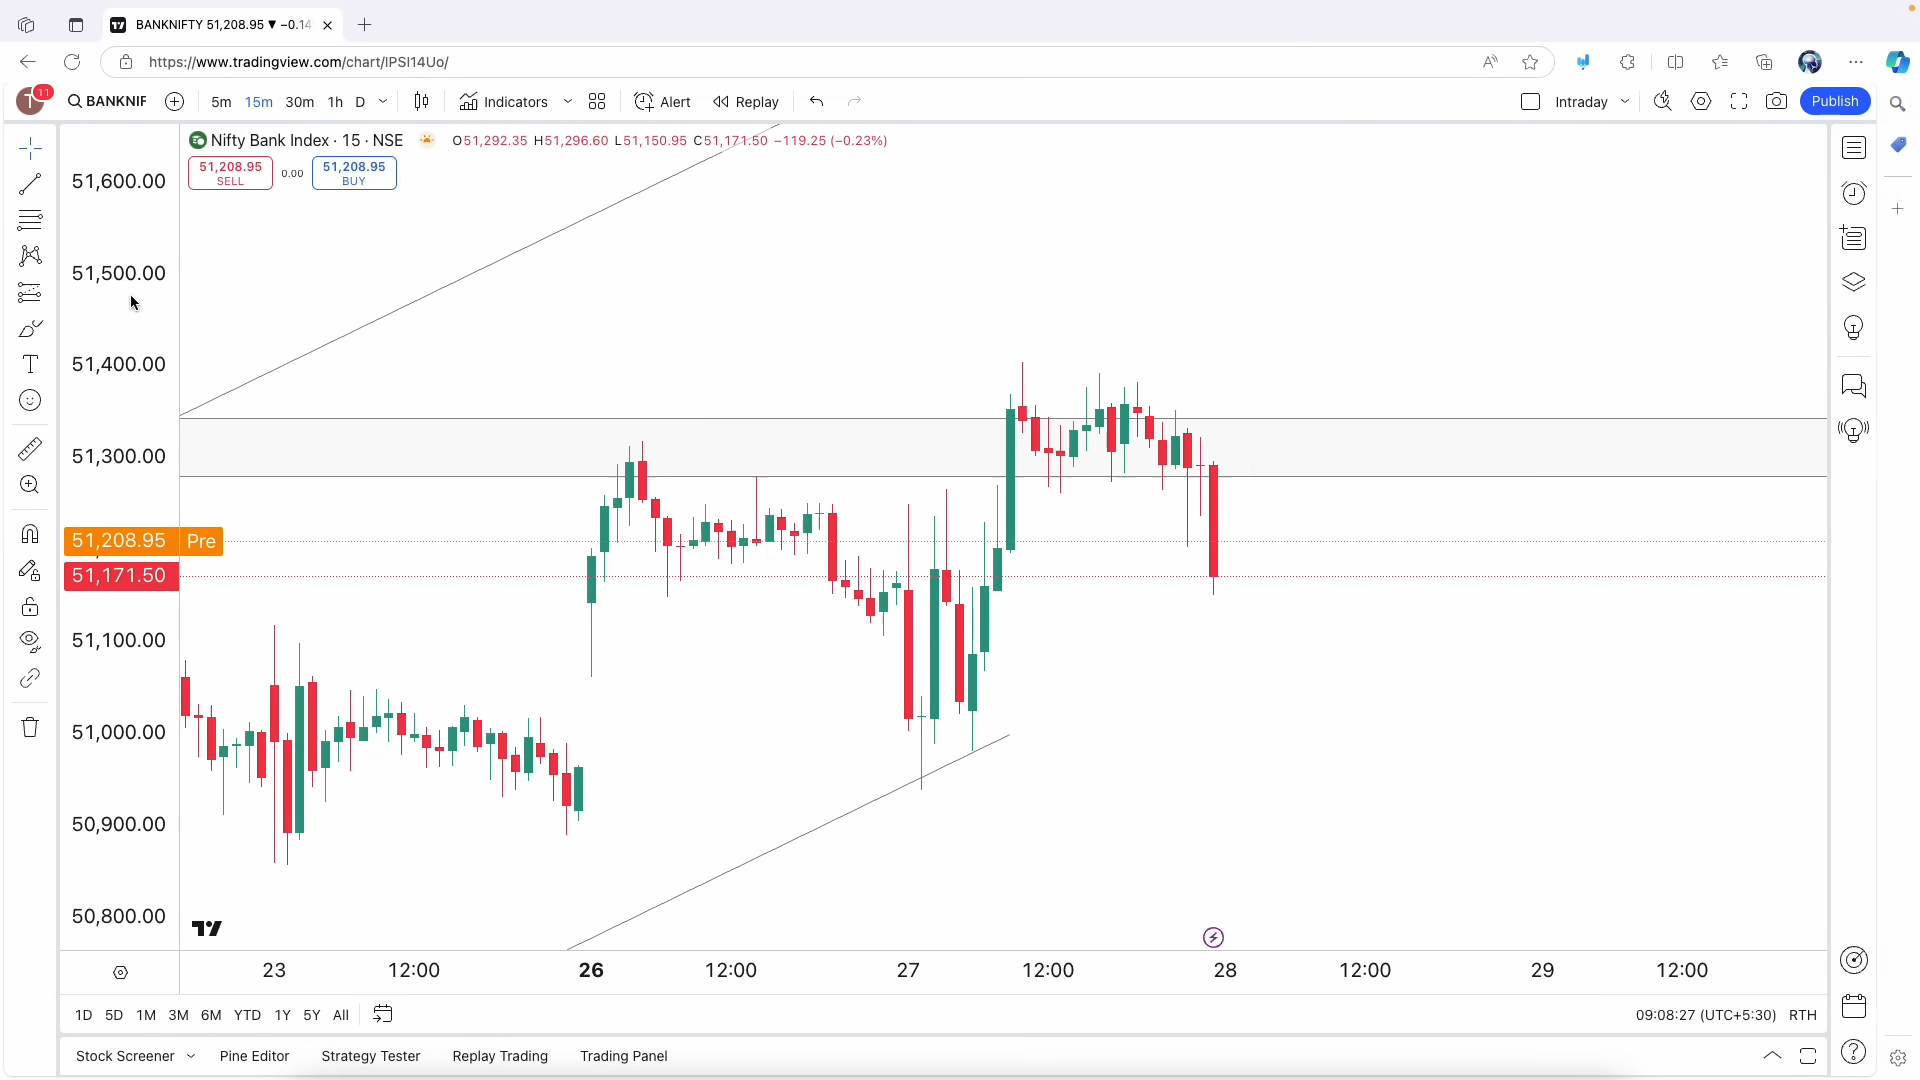 BANKNIFTY 51,208.95 ▼ −0.14
https://www.tradingview.com/chart/IPSI14Uo/
T
11
BANKNIF
5m 15m 30m 1h D
Indicators
Alert
Replay
Intraday
Publish
Nifty Bank Index · 15 · NSE
O51,292.35 H51,296.60 L51,150.95 C51,171.50 −119.25 (−0.23%)
51,208.95
SELL
0.00
51,208.95
BUY
51,600.00
51,500.00
51,400.00
51,300.00
51,208.95 Pre
51,171.50
51,100.00
51,000.00
50,900.00
50,800.00
23 12:00 26 12:00 27 12:00 28 12:00 29 12:00
1D 5D 1M 3M 6M YTD 1Y 5Y All
09:08:27 (UTC+5:30) RTH
Stock Screener Pine Editor Strategy Tester Replay Trading Trading Panel